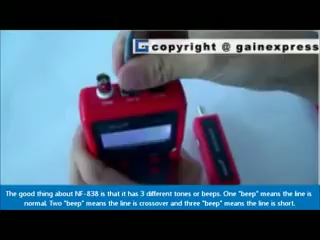 copyright @ gainexpress
The good thing about NF-838 is that it has 3 different tones or beeps. One "beep" means the line is
normal. Two "beep" means the line is crossover and three "beep" means the line is short.